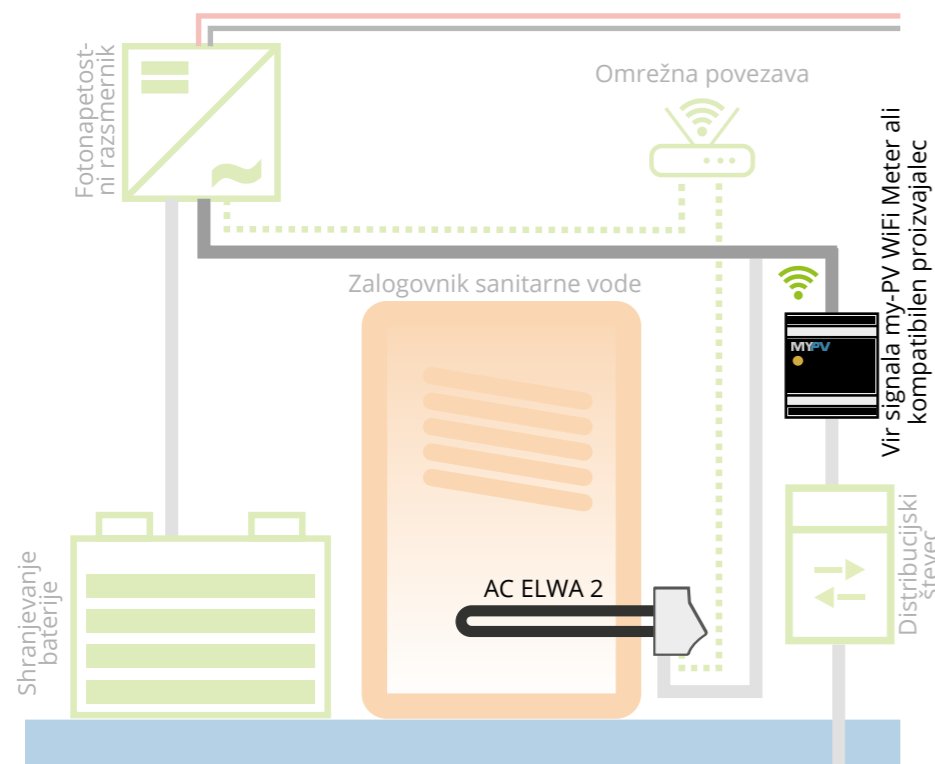 Fotonapetost-
ni razsmernik
Omrežna povezava
Vir signala my-PV WiFi Meter ali
kompatibilen proizvajalec
Zalogovnik sanitarne vode
MYPV
AC ELWA 2
Shranjevanje
baterije
Distribucijski
števec